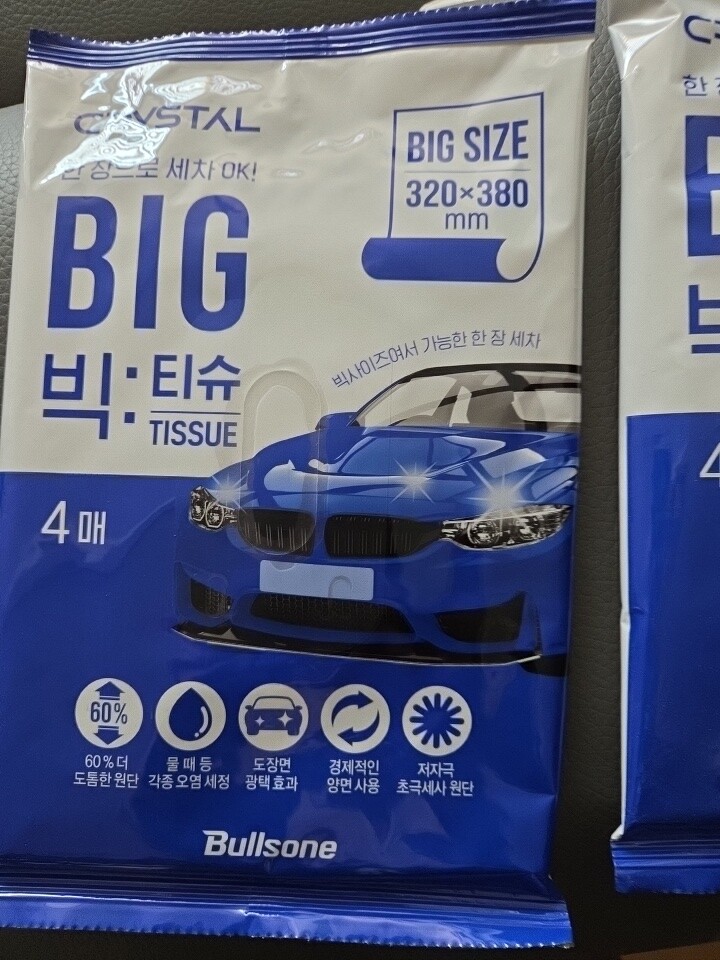 CRYSTAL
한 장으로 세차 OK!
BIG
빅:티슈
TISSUE
BIG SIZE
320×380
mm
빅사이즈여서 가능한 한 장 세차
4매
60%
60% 더
도톰한 원단
물 때 등
각종 오염 세정
도장면
광택 효과
경제적인
양면 사용
저자극
초극세사 원단
Bullsone
한
4